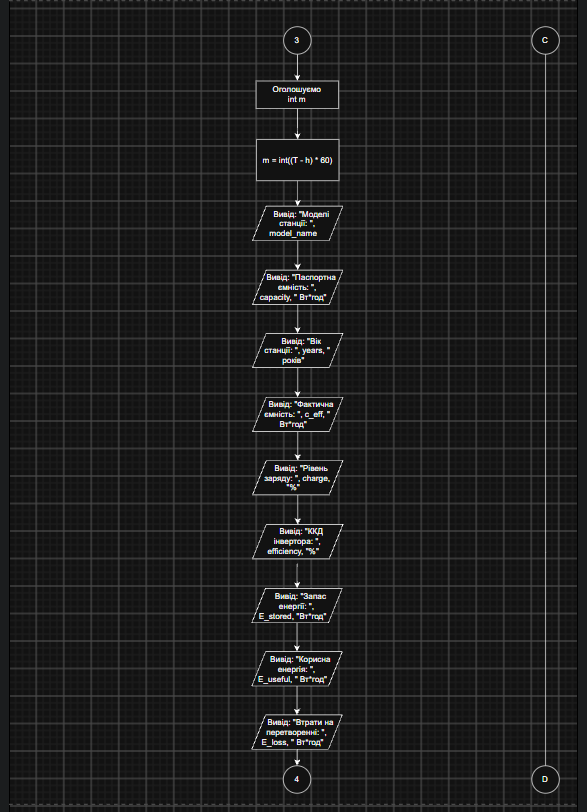 3
C
Оголошуємо
int m
m = int((T - h) * 60)
Вивід: "Моделі
станції: ",
model_name
Вивід: "Паспортна
ємність: ",
capacity, " Вт*год"
Вивід: "Вік
станції: ", years, "
років"
Вивід: "Фактична
ємність: ", c_eff, "
Вт*год"
Вивід: "Рівень
заряду: ", charge,
"%"
Вивід: "ККД
інвертора: ",
efficiency, "%"
Вивід: "Запас
енергії: ",
E_stored, "Вт*год"
Вивід: "Корисна
енергія: ",
E_useful, " Вт*год"
Вивід: "Втрати на
перетворенні: ",
E_loss, " Вт*год"
4
D